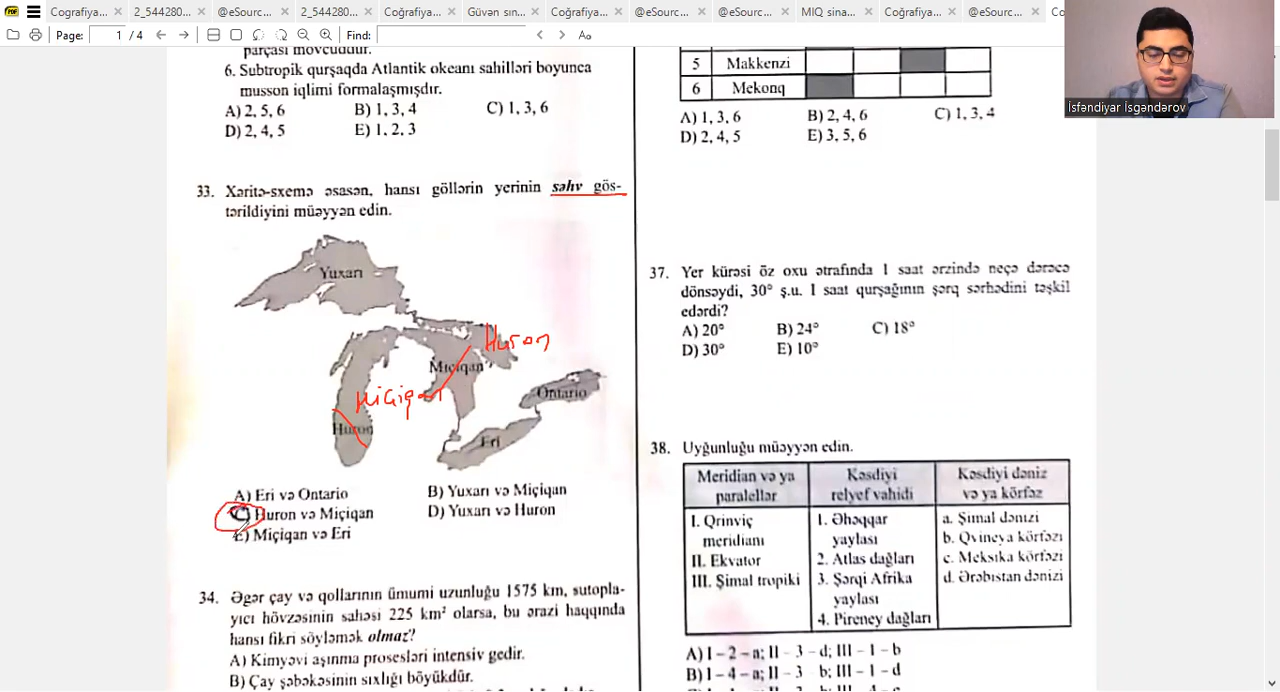 Cografiya... × 2_544280... × @eSourc... × 2_544280... × Coğrafiya... × Güvən sın... × Coğrafiya... × @eSourc... × @eSourc... × MIQ sina... × Coğrafiya... × @eSourc... × Co
Page: 1 / 4 Find: Aa
İsfəndiyar İsgəndərov
parçası mövcuddur.
6. Subtropik qurşaqda Atlantik okeanı sahilləri boyunca
musson iqlimi formalaşmışdır.
A) 2, 5, 6 B) 1, 3, 4 C) 1, 3, 6
D) 2, 4, 5 E) 1, 2, 3
33. Xəritə-sxemə əsasən, hansı göllərin yerinin səhv gös-
tərildiyini müəyyən edin.
Yuxarı
Huron
Miçiqan
Miçiqan
Ontario
Huron
Eri
A) Eri və Ontario B) Yuxarı və Miçiqan
C) Huron və Miçiqan D) Yuxarı və Huron
E) Miçiqan və Eri
34. Əgər çay və qollarının ümumi uzunluğu 1575 km, sutopla-
yıcı hövzəsinin sahəsi 225 km² olarsa, bu ərazi haqqında
hansı fikri söyləmək olmaz?
A) Kimyəvi aşınma prosesləri intensiv gedir.
B) Çay şəbəkəsinin sıxlığı böyükdür.
5 Makkenzi
6 Mekonq
A) 1, 3, 6 B) 2, 4, 6 C) 1, 3, 4
D) 2, 4, 5 E) 3, 5, 6
37. Yer kürəsi öz oxu ətrafında 1 saat ərzində neçə dərəcə
dönsəydi, 30° ş.u. 1 saat qurşağının şərq sərhədini təşkil
edərdi?
A) 20° B) 24° C) 18°
D) 30° E) 10°
38. Uyğunluğu müəyyən edin.
Meridian və ya paralellər Kəsdiyi relyef vahidi Kəsdiyi dəniz və ya körfəz
I. Qrinviç meridianı
II. Ekvator
III. Şimal tropiki
1. Əhəqqar yaylası
2. Atlas dağları
3. Şərqi Afrika yaylası
4. Pireney dağları
a. Şimal dənizi
b. Qvineya körfəzi
c. Meksika körfəzi
d. Ərəbistan dənizi
A) I – 2 – a; II – 3 – d; III – 1 – b
B) I – 4 – a; II – 3 b; III – 1 – d